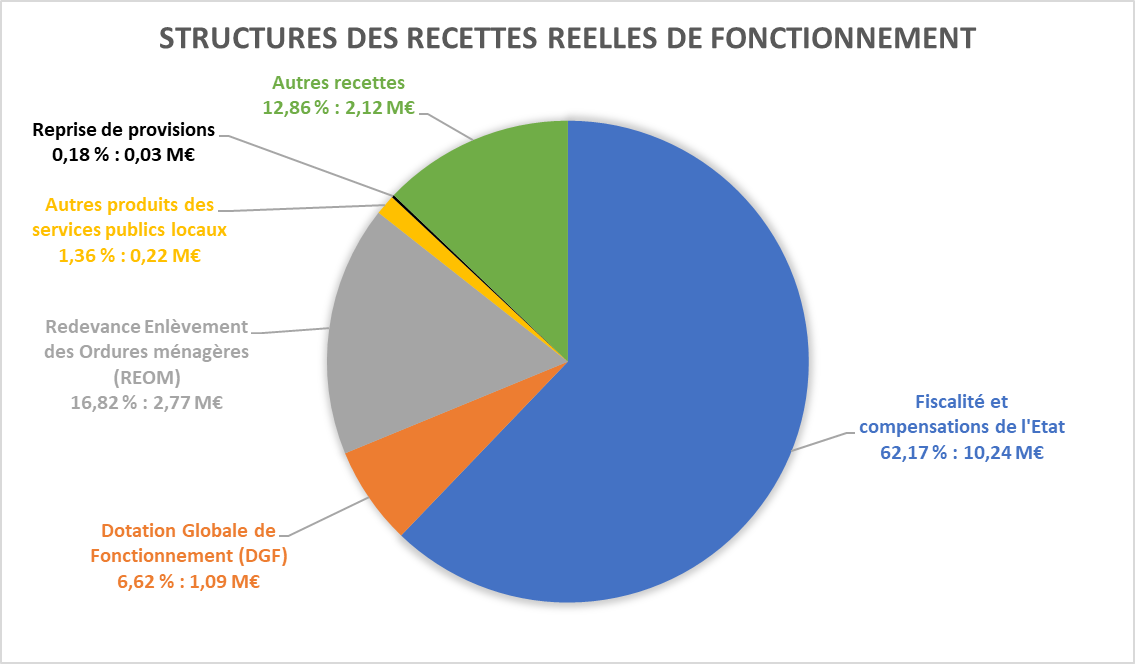 STRUCTURES DES RECETTES REELLES DE FONCTIONNEMENT
Autres recettes
12,86 % : 2,12 M€
Reprise de provisions
0,18 % : 0,03 M€
Autres produits des
services publics locaux
1,36 % : 0,22 M€
Redevance Enlèvement
des Ordures ménagères
(REOM)
16,82 % : 2,77 M€
Fiscalité et
compensations de l'Etat
62,17 % : 10,24 M€
Dotation Globale de
Fonctionnement (DGF)
6,62 % : 1,09 M€